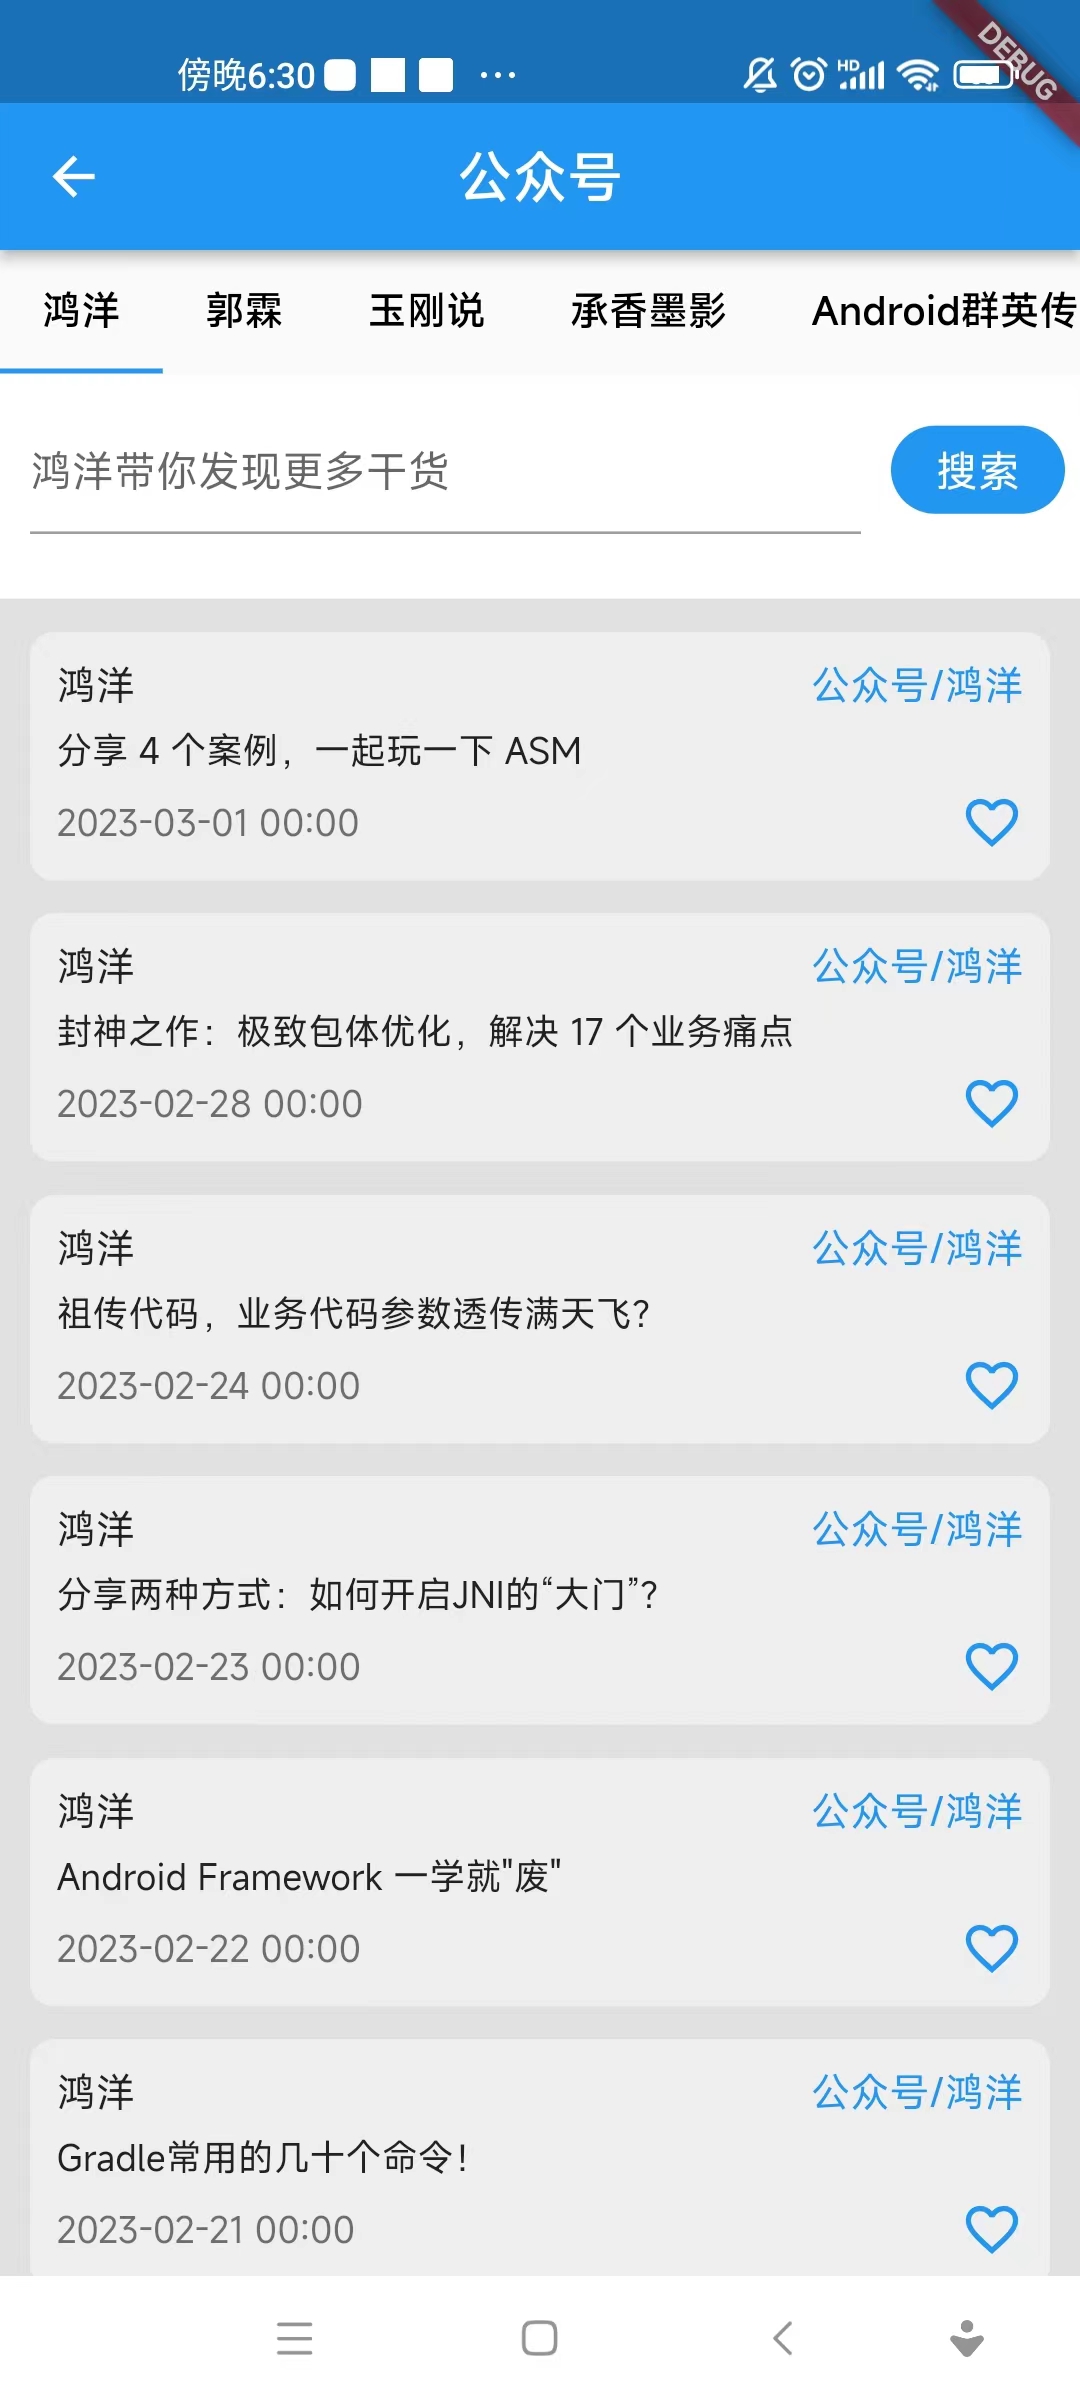 傍晚6:30
HD
DEBUG
公众号
鸿洋 郭霖 玉刚说 承香墨影 Android群英传
鸿洋带你发现更多干货
搜索
鸿洋 公众号/鸿洋
分享 4 个案例，一起玩一下 ASM
2023-03-01 00:00
鸿洋 公众号/鸿洋
封神之作：极致包体优化，解决 17 个业务痛点
2023-02-28 00:00
鸿洋 公众号/鸿洋
祖传代码，业务代码参数透传满天飞？
2023-02-24 00:00
鸿洋 公众号/鸿洋
分享两种方式：如何开启JNI的“大门”？
2023-02-23 00:00
鸿洋 公众号/鸿洋
Android Framework 一学就"废"
2023-02-22 00:00
鸿洋 公众号/鸿洋
Gradle常用的几十个命令！
2023-02-21 00:00